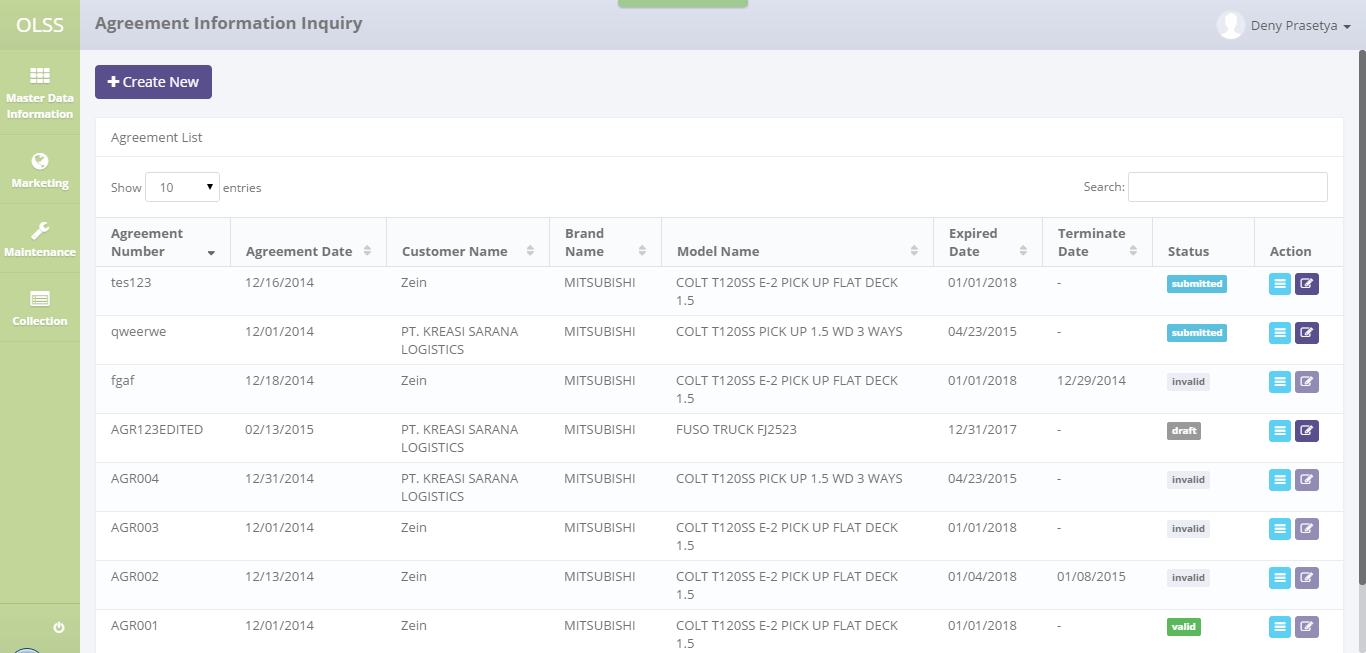 OLSS
Agreement Information Inquiry
Deny Prasetya
Master Data
Information
Marketing
Maintenance
Collection
Create New
Agreement List
Show 10 entries
Search:
Agreement Number
Agreement Date
Customer Name
Brand Name
Model Name
Expired Date
Terminate Date
Status
Action
tes123 12/16/2014 Zein MITSUBISHI COLT T120SS E-2 PICK UP FLAT DECK 1.5 01/01/2018 - submitted
qweerwe 12/01/2014 PT. KREASI SARANA LOGISTICS MITSUBISHI COLT T120SS PICK UP 1.5 WD 3 WAYS 04/23/2015 - submitted
fgaf 12/18/2014 Zein MITSUBISHI COLT T120SS E-2 PICK UP FLAT DECK 1.5 01/01/2018 12/29/2014 invalid
AGR123EDITED 02/13/2015 PT. KREASI SARANA LOGISTICS MITSUBISHI FUSO TRUCK FJ2523 12/31/2017 - draft
AGR004 12/31/2014 PT. KREASI SARANA LOGISTICS MITSUBISHI COLT T120SS PICK UP 1.5 WD 3 WAYS 04/23/2015 - invalid
AGR003 12/01/2014 Zein MITSUBISHI COLT T120SS E-2 PICK UP FLAT DECK 1.5 01/01/2018 - invalid
AGR002 12/13/2014 Zein MITSUBISHI COLT T120SS E-2 PICK UP FLAT DECK 1.5 01/04/2018 01/08/2015 invalid
AGR001 12/01/2014 Zein MITSUBISHI COLT T120SS E-2 PICK UP FLAT DECK 1.5 01/01/2018 - valid